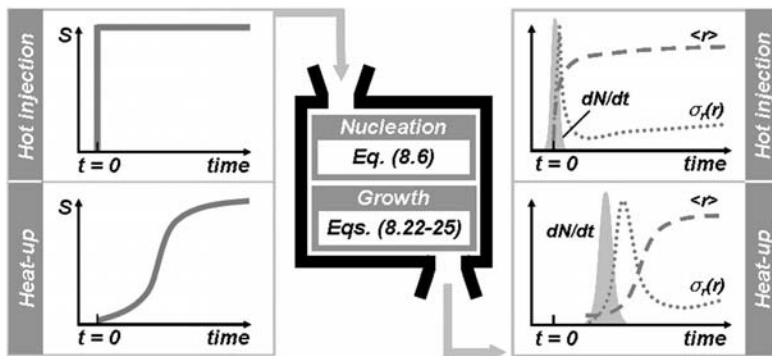 Hot injection
S
t = 0
time
Heat-up
S
t = 0
time
Nucleation
Eq. (8.6)
Growth
Eqs. (8.22-25)
<r>
dN/dt
σr(r)
t = 0
time
Hot injection
<r>
dN/dt
σr(r)
t = 0
time
Heat-up